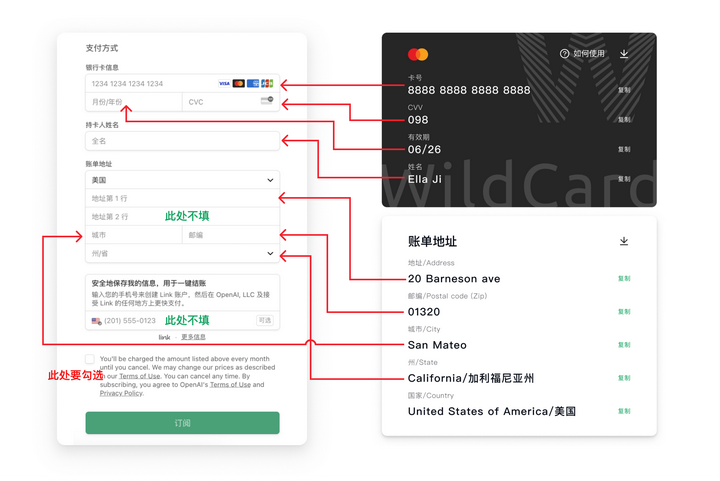 支付方式
银行卡信息
1234 1234 1234 1234
VISA
月份/年份
CVC
持卡人姓名
全名
账单地址
美国
地址第 1 行
地址第 2 行
此处不填
城市
邮编
州/省
安全地保存我的信息，用于一键结账
输入您的手机号来创建 Link 账户，然后在 OpenAI, LLC 及接
受 Link 的任何地方上更快支付。
(201) 555-0123
此处不填
可选
link · 更多信息
You'll be charged the amount listed above every month
until you cancel. We may change our prices as described
in our Terms of Use. You can cancel any time. By
subscribing, you agree to OpenAI's Terms of Use and
Privacy Policy.
此处要勾选
订阅
如何使用
卡号
8888 8888 8888 8888
复制
CVV
098
复制
有效期
06/26
复制
姓名
Ella Ji
复制
WildCard
账单地址
地址/Address
20 Barneson ave
复制
邮编/Postal code (Zip)
01320
复制
城市/City
San Mateo
复制
州/State
California/加利福尼亚州
复制
国家/Country
United States of America/美国
复制